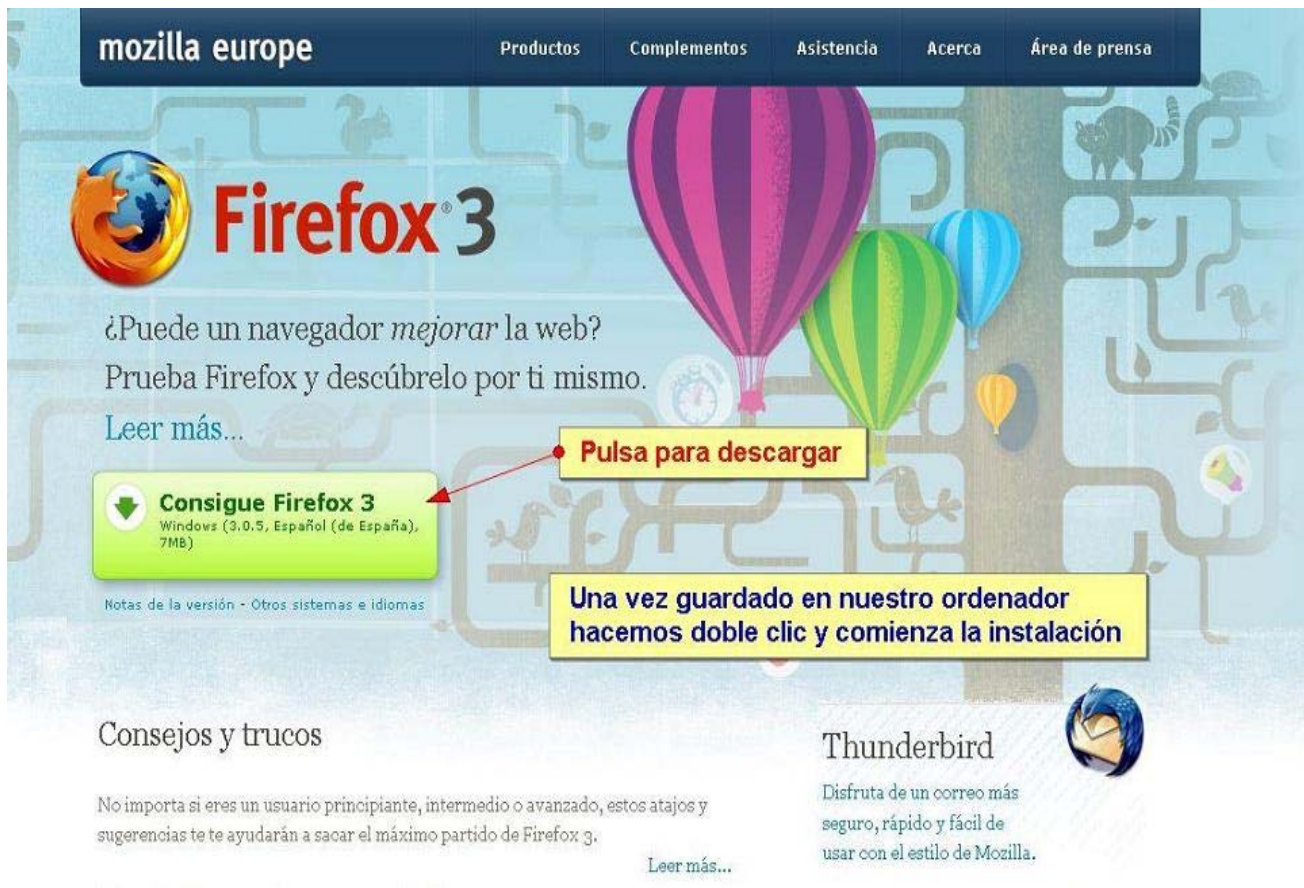 mozilla europe
Productos
Complementos
Asistencia
Acerca
Área de prensa
Firefox® 3
¿Puede un navegador mejorar la web?
Prueba Firefox y descúbrelo por ti mismo.
Leer más...
Pulsa para descargar
Consigue Firefox 3
Windows (3.0.5, Español (de España),
7MB)
Notas de la versión - Otros sistemas e idiomas
Una vez guardado en nuestro ordenador
hacemos doble clic y comienza la instalación
Consejos y trucos
No importa si eres un usuario principiante, intermedio o avanzado, estos atajos y
sugerencias te te ayudarán a sacar el máximo partido de Firefox 3.
Leer más...
Thunderbird
Disfruta de un correo más
seguro, rápido y fácil de
usar con el estilo de Mozilla.